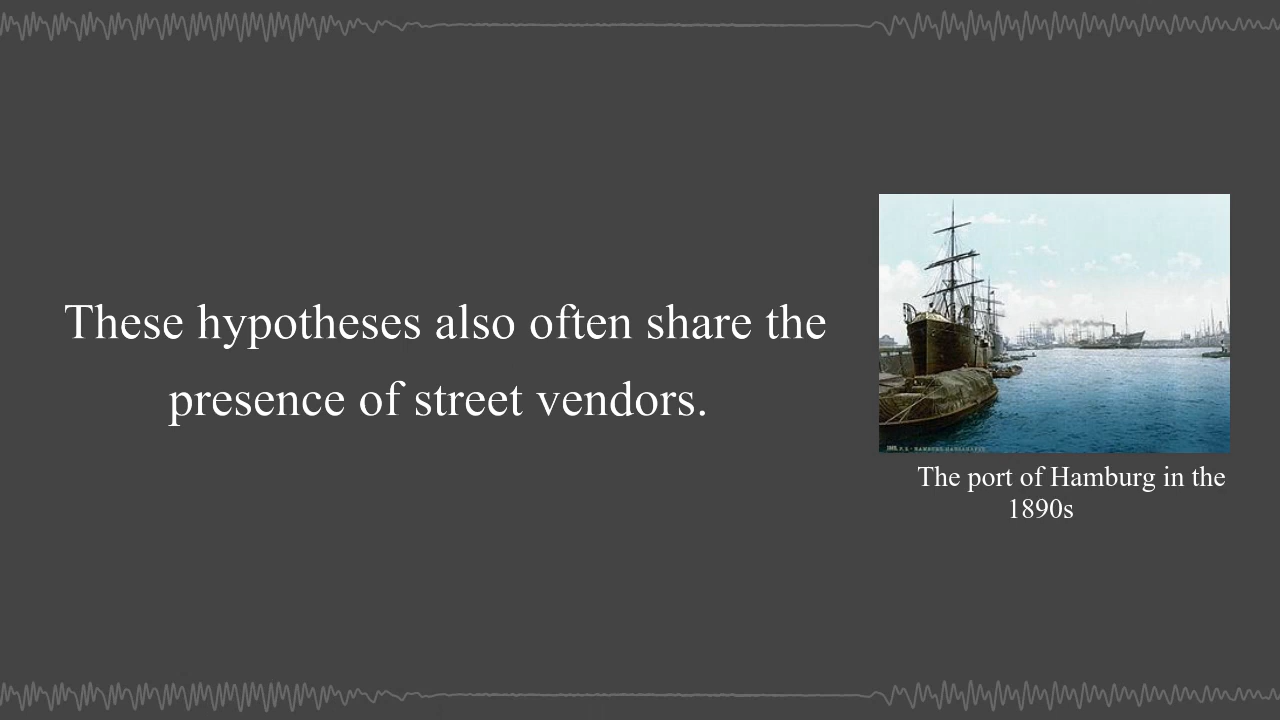 These hypotheses also often share the
presence of street vendors.
The port of Hamburg in the
1890s